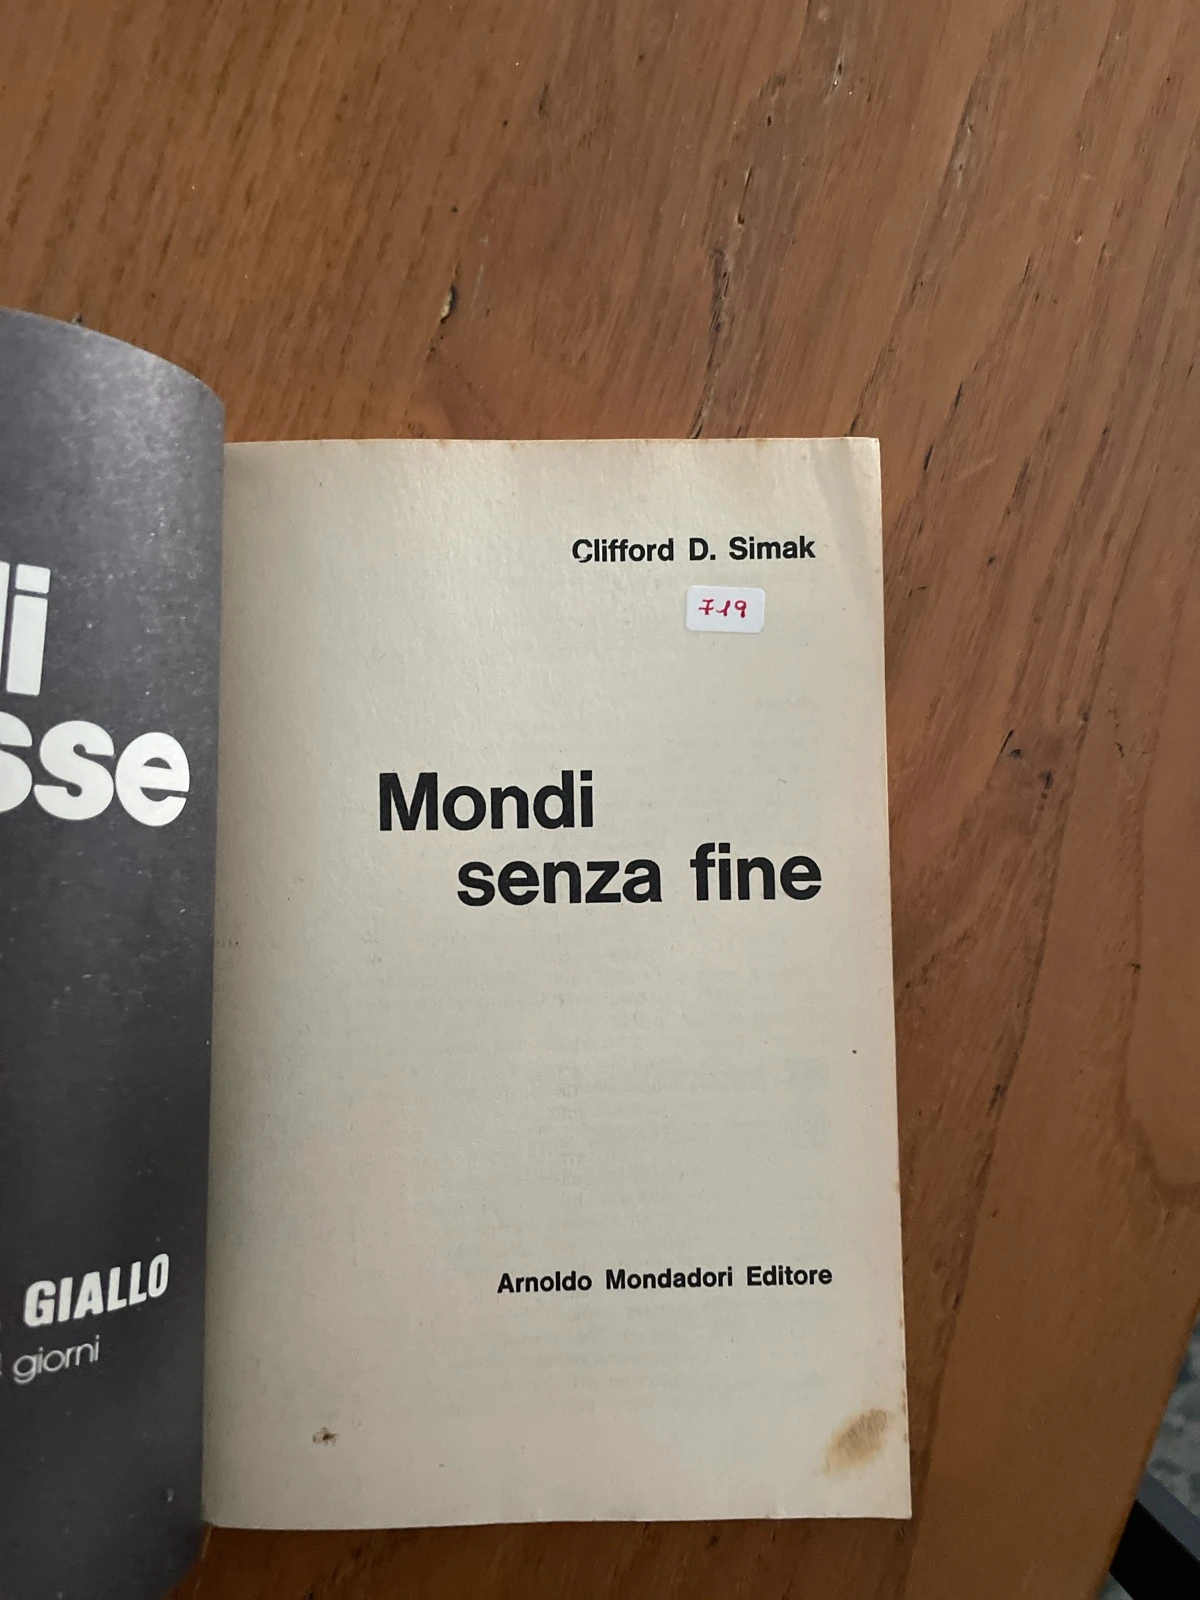 li
sse
GIALLO
giorni
Clifford D. Simak
719
Mondi
senza fine
Arnoldo Mondadori Editore